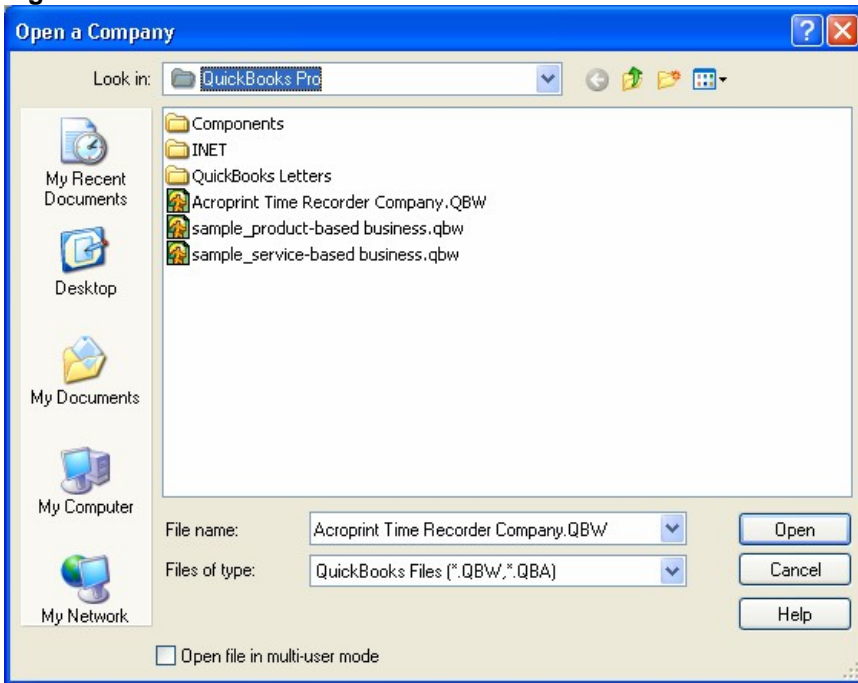 Open a Company
Look in:
QuickBooks Pro
My Recent
Documents
Desktop
My Documents
My Computer
My Network
Components
INET
QuickBooks Letters
Acroprint Time Recorder Company.QBW
sample_product-based business.qbw
sample_service-based business.qbw
File name:
Acroprint Time Recorder Company.QBW
Open
Files of type:
QuickBooks Files (*.QBW,*.QBA)
Cancel
Help
Open file in multi-user mode